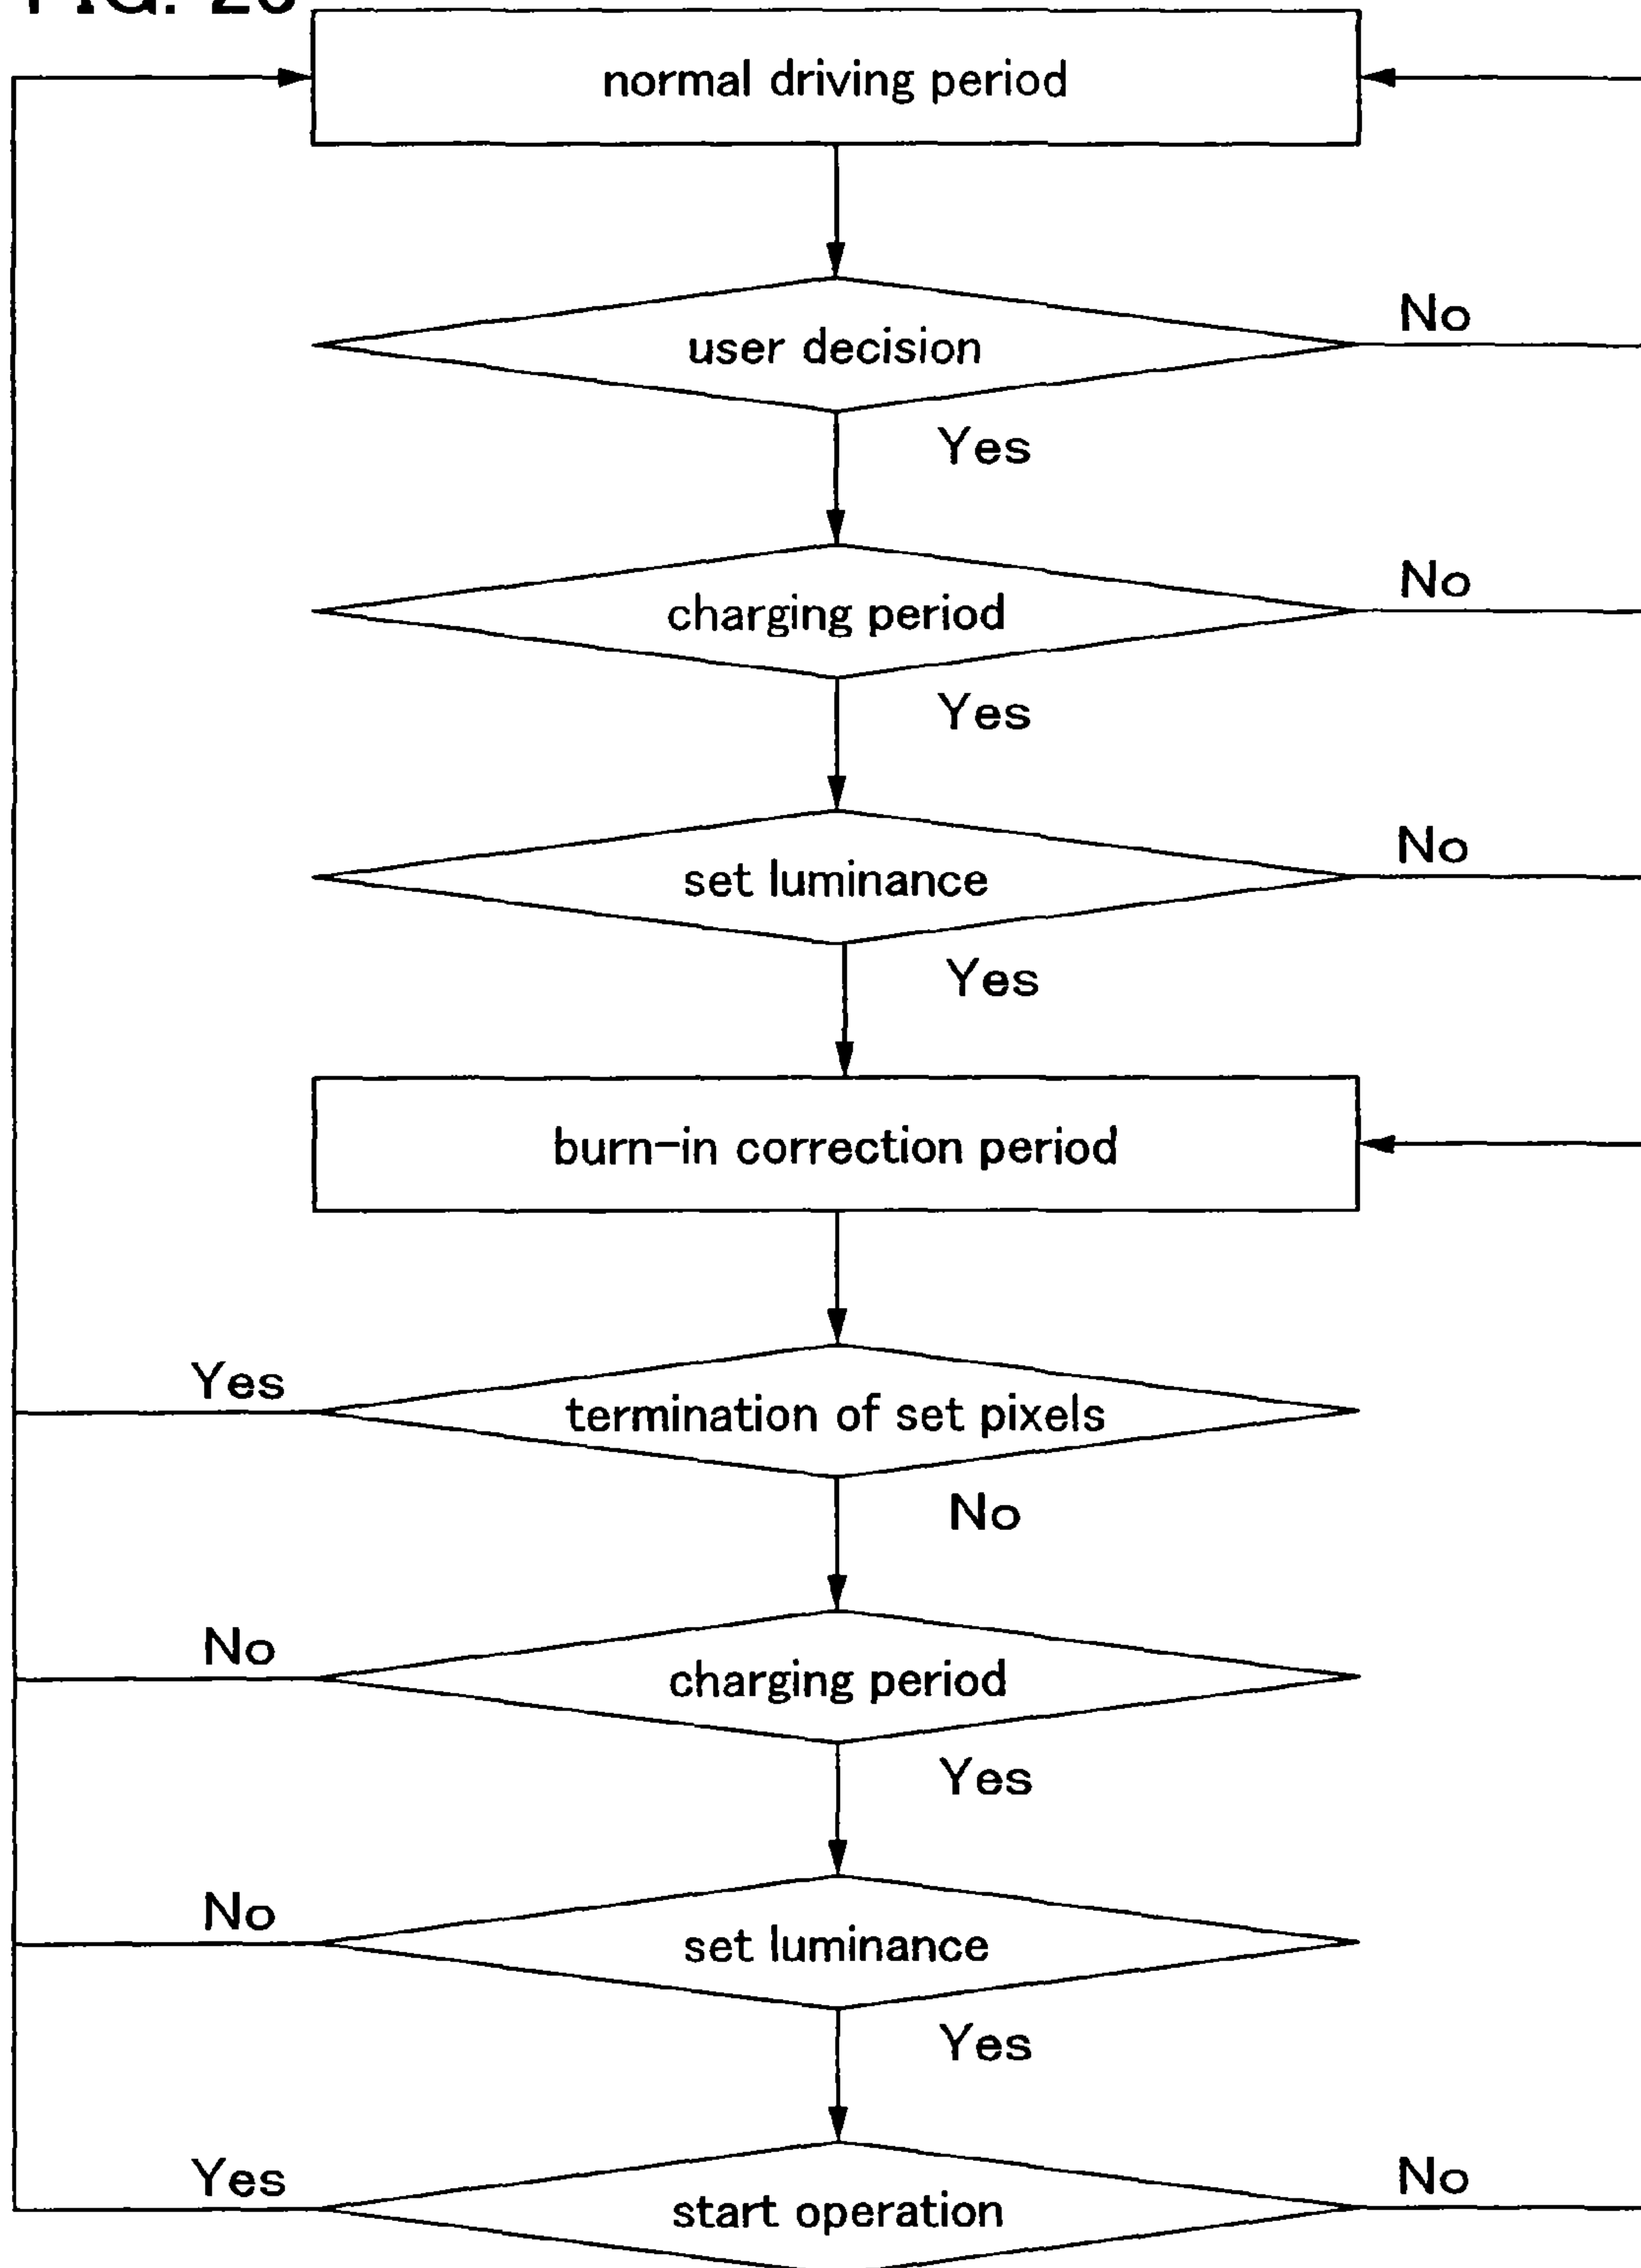 normal driving period
No
user decision
Yes
No
charging period
Yes
No
set luminance
Yes
burn-in correction period
Yes
termination of set pixels
No
No
charging period
Yes
No
set luminance
Yes
Yes
No
start operation